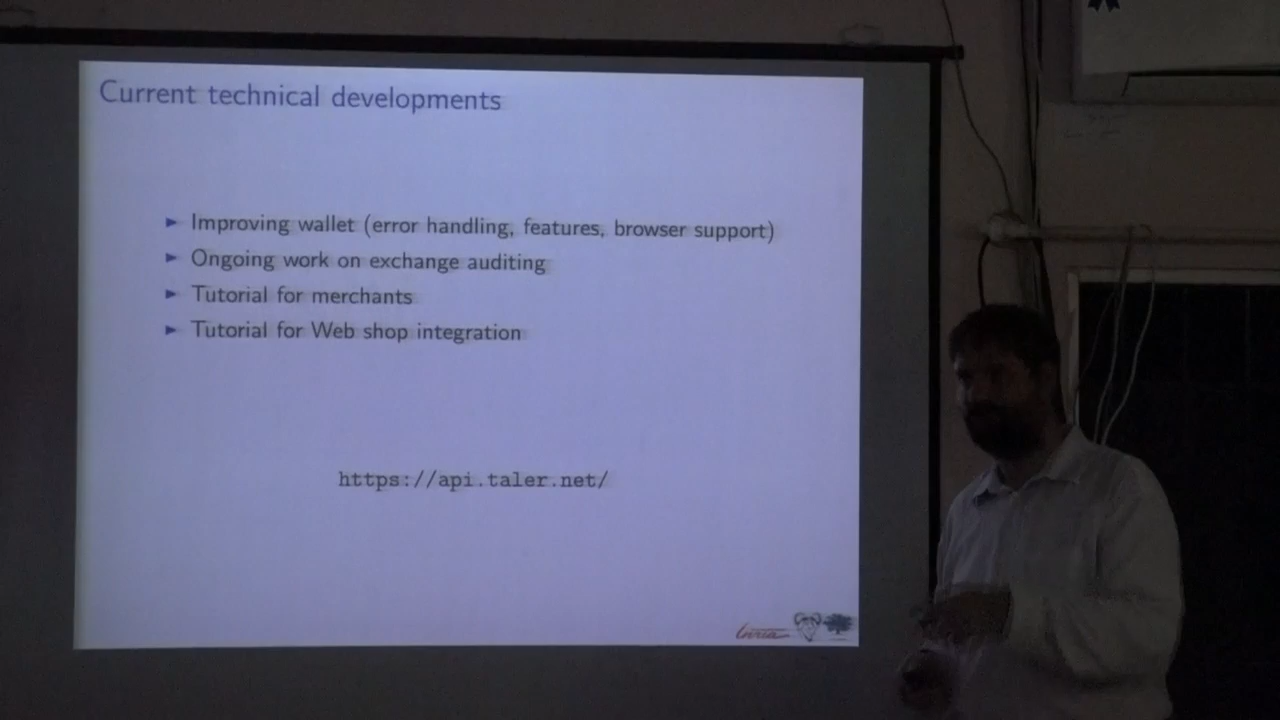 Current technical developments
Improving wallet (error handling, features, browser support)
Ongoing work on exchange auditing
Tutorial for merchants
Tutorial for Web shop integration
https://api.taler.net/
Inria